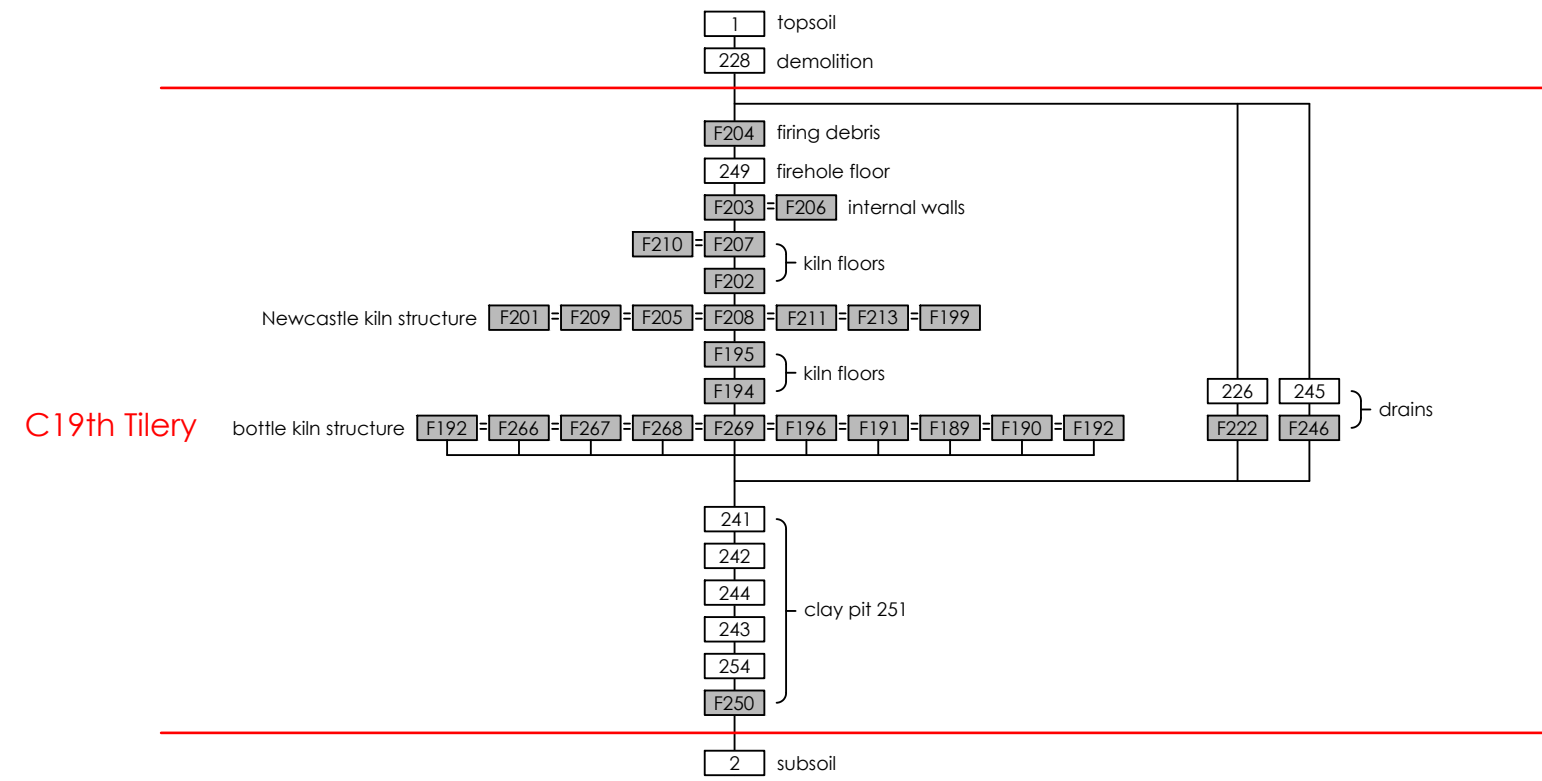 1 topsoil
228 demolition
F204 firing debris
249 firehole floor
F203 = F206 internal walls
F210 = F207
kiln floors
F202
Newcastle kiln structure F201 = F209 = F205 = F208 = F211 = F213 = F199
F195
kiln floors
F194
226 245
drains
C19th Tilery
bottle kiln structure F192 = F266 = F267 = F268 = F269 = F196 = F191 = F189 = F190 = F192
F222 F246
241
242
244
clay pit 251
243
254
F250
2 subsoil